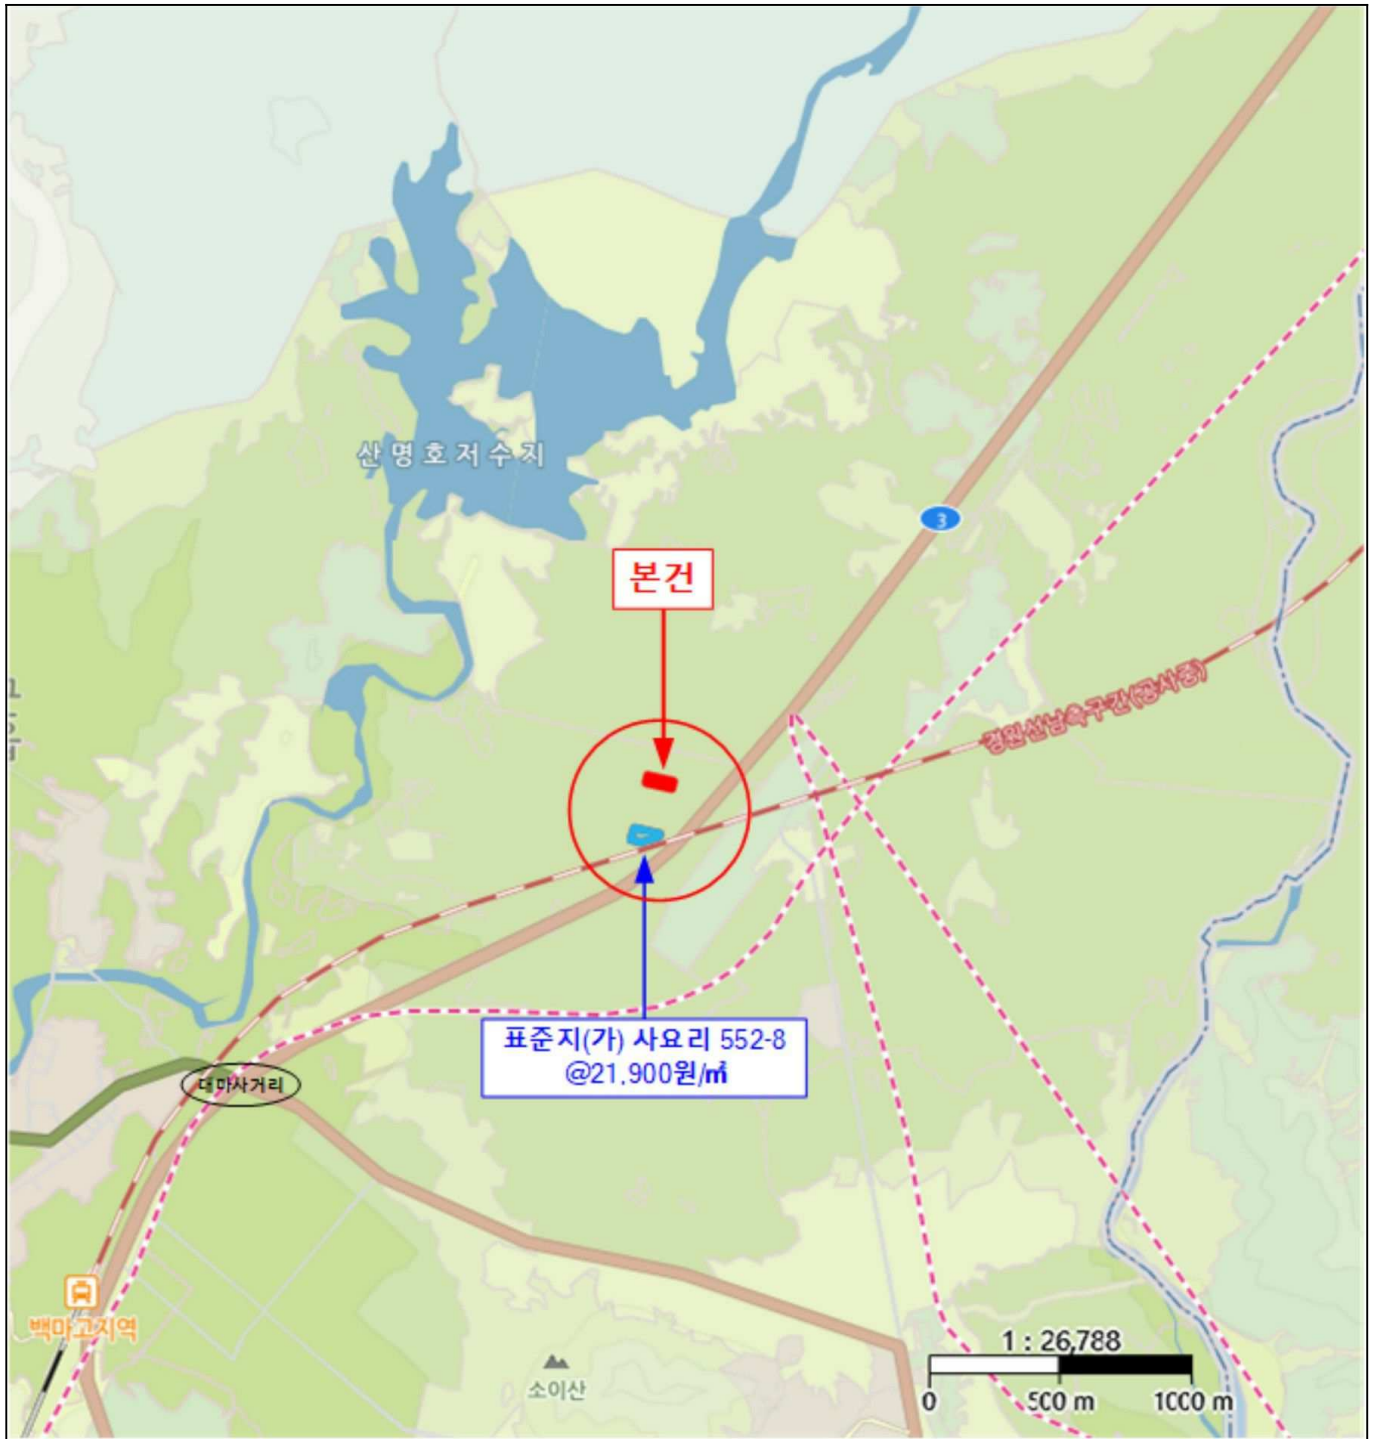 산명호저수지
3
본건
경원선남측구간(공사중)
표준지(가) 사요리 552-8
@21,900원/㎡
대마사거리
백마고지역
소이산
1 : 26,788
0 500 m 1000 m